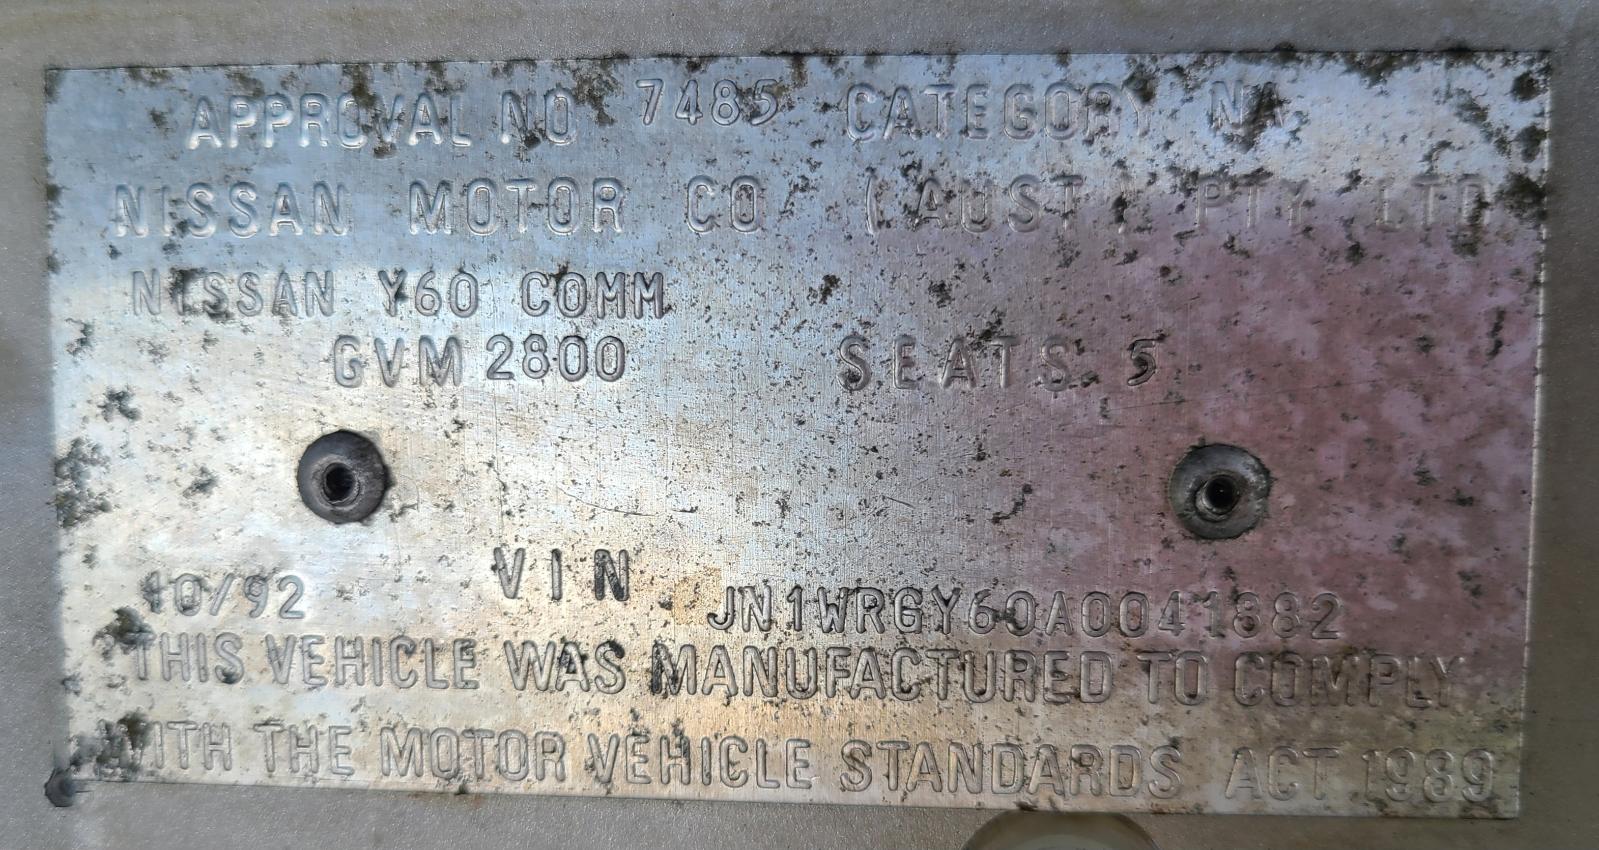 APPROVAL NO 7485 CATEGORY NA
NISSAN MOTOR CO (AUST) PTY LTD
NISSAN Y60 COMM
GVM 2800 SEATS 5
10/92 VIN JN1WRGY60A0041882
THIS VEHICLE WAS MANUFACTURED TO COMPLY
WITH THE MOTOR VEHICLE STANDARDS ACT 1989